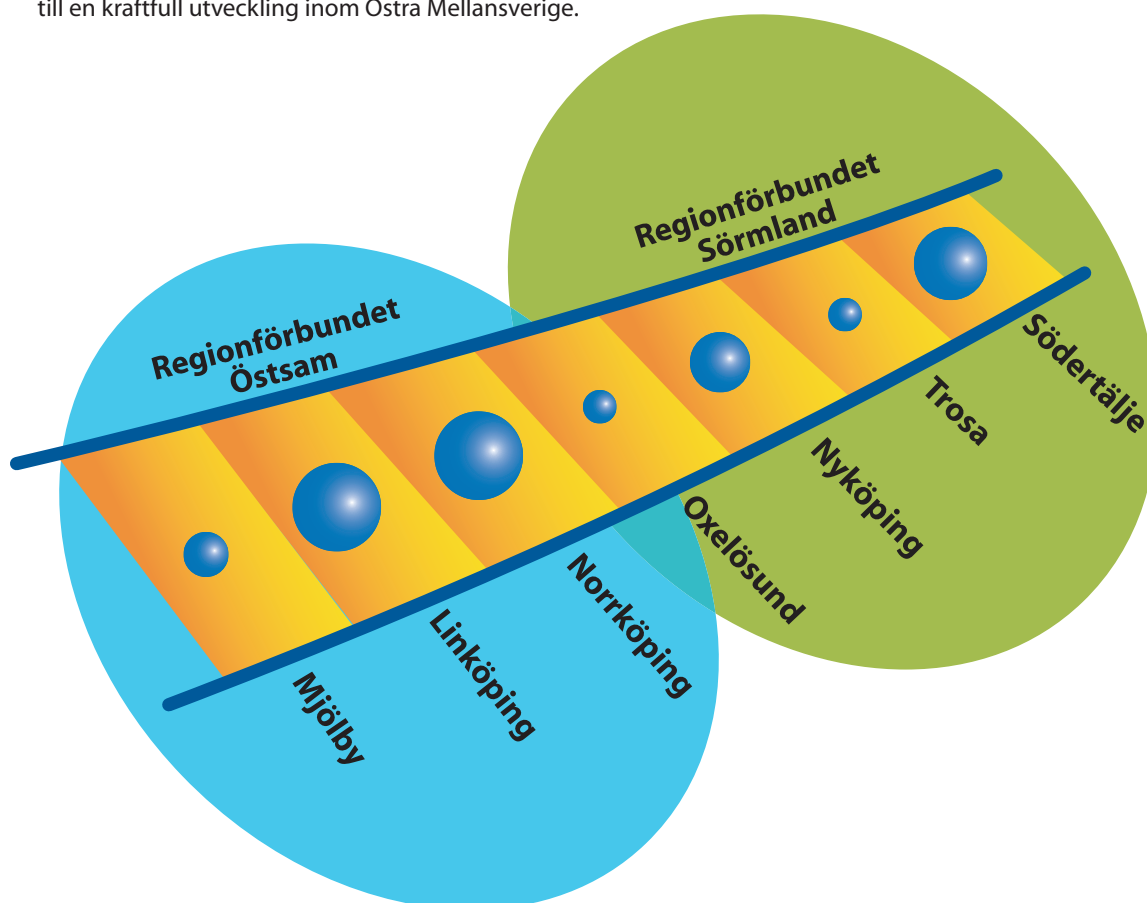 till en kraftfull utveckling inom Östra Mellansverige.
Regionförbundet
Sörmland
Regionförbundet
Östsam
Södertälje
Trosa
Nyköping
Oxelösund
Norrköping
Linköping
Mjölby